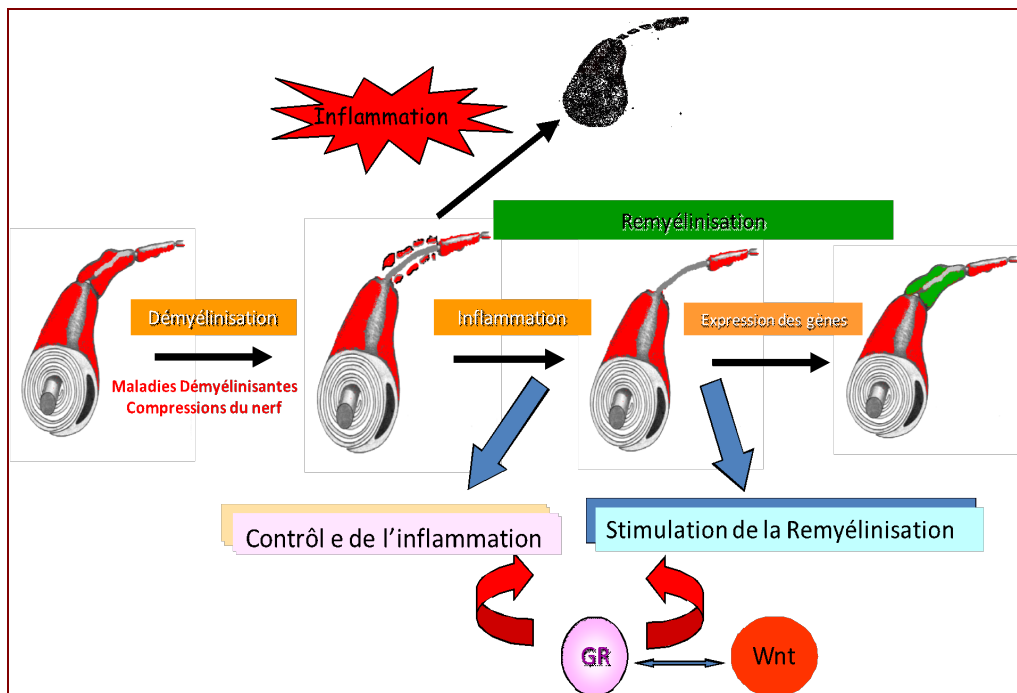 Inflammation
Remyélinisation
Démyélinisation
Inflammation
Expression des gènes
Maladies Démyélinisantes
Compressions du nerf
Contrôl e de l'inflammation
Stimulation de la Remyélinisation
GR
Wnt